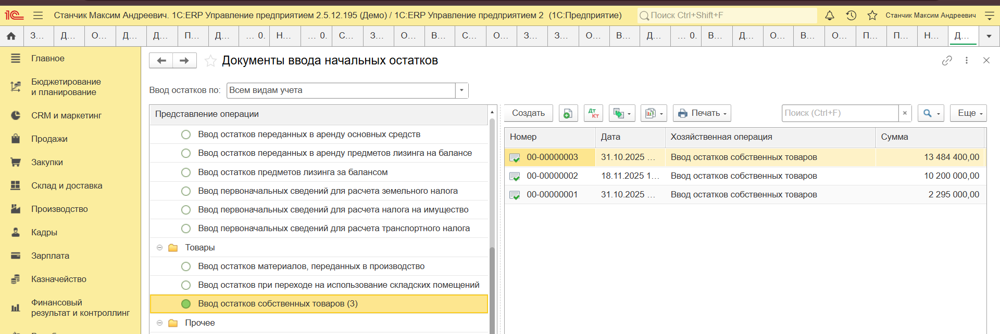 1С Станчик Максим Андреевич. 1С:ERP Управление предприятием 2.5.12.195 (Демо) / 1С:ERP Управление предприятием 2 (1С:Предприятие) Поиск Ctrl+Shift+F Станчик Максим Андреевич
З... Д... О... Д... Д... П... Д... ... 0. Н... ... 0. С... З... О... В... С... О... З... З... О... В... Д... ... 0. В... Д... О... В... О... П... П... Н... Д...
Главное
Бюджетирование
и планирование
CRM и маркетинг
Продажи
Закупки
Склад и доставка
Производство
Кадры
Зарплата
Казначейство
Финансовый
результат и контроллинг
Документы ввода начальных остатков
Ввод остатков по: Всем видам учета
Представление операции
Ввод остатков переданных в аренду основных средств
Ввод остатков переданных в аренду предметов лизинга на балансе
Ввод остатков предметов лизинга за балансом
Ввод первоначальных сведений для расчета земельного налога
Ввод первоначальных сведений для расчета налога на имущество
Ввод первоначальных сведений для расчета транспортного налога
Товары
Ввод остатков материалов, переданных в производство
Ввод остатков при переходе на использование складских помещений
Ввод остатков собственных товаров (3)
Прочее
Создать Дт Кт Печать Поиск (Ctrl+F) × Еще
Номер Дата Хозяйственная операция Сумма
00-00000003 31.10.2025 ... Ввод остатков собственных товаров 13 484 400,00
00-00000002 18.11.2025 1... Ввод остатков собственных товаров 10 200 000,00
00-00000001 31.10.2025 ... Ввод остатков собственных товаров 2 295 000,00